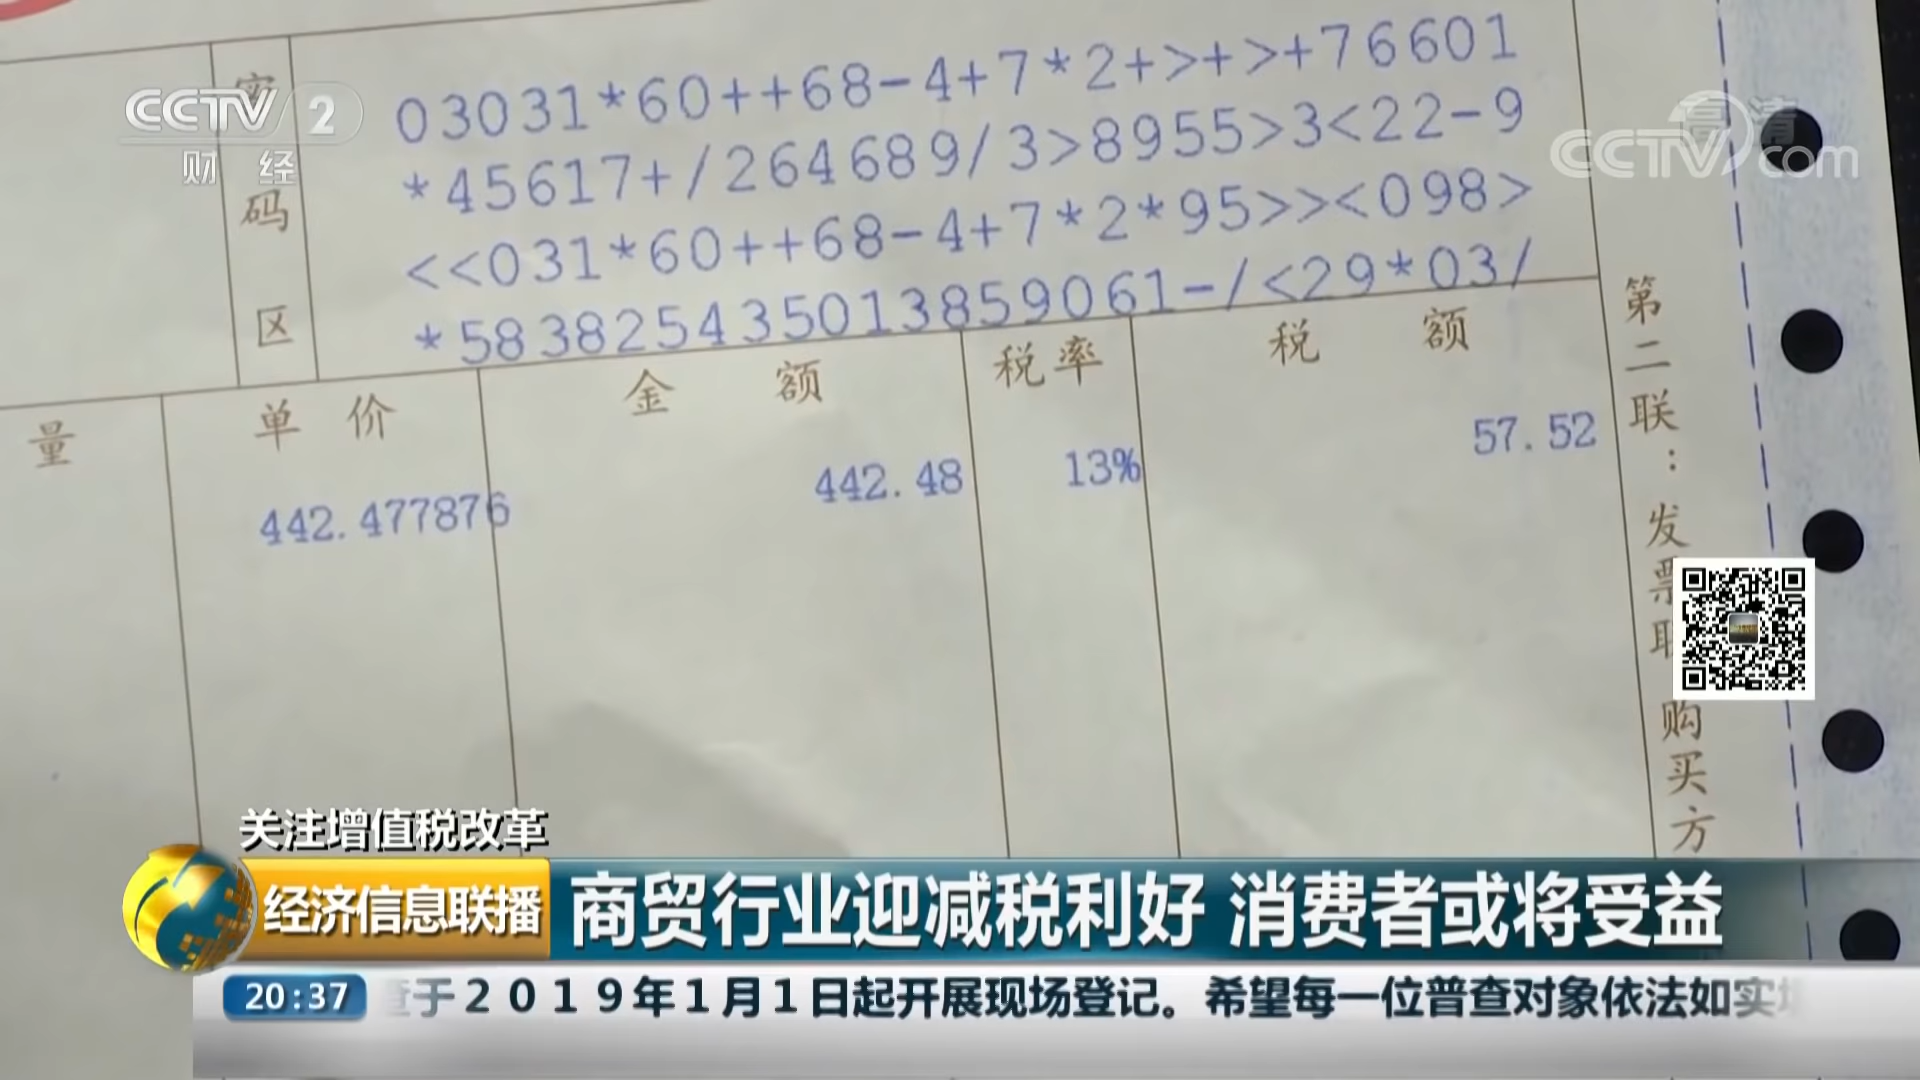 CCTV 2
财 经
高清
CCTV com
密码区
03031*60++68-4+7*2+>+>+76601
*45617+/264689/3>8955>3<22-9
<<031*60++68-4+7*2*95>><098>
*5838254350138590​61-/<29*03/
量 单 价 金 额 税率 税 额
442.477876 442.48 13% 57.52
第二联：发票联 购买方
关注增值税改革
经济信息联播
商贸行业迎减税利好 消费者或将受益
20:37 查于2019年1月1日起开展现场登记。希望每一位普查对象依法如实